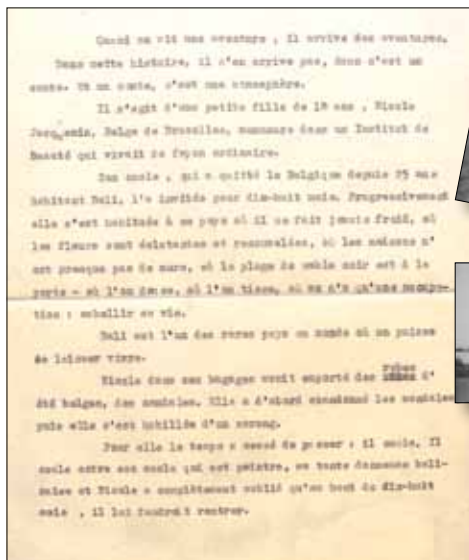 Quand on vit une aventure, il arrive des aventures.
Dans cette histoire, il n'en arrive pas, donc c'est un
conte. Et un conte, c'est une atmosphère.
Il s'agit d'une petite fille de 18 ans, Nicole
Jacquemin, Belge de Bruxelles, manucure dans un Institut de
Beauté qui vivait de façon ordinaire.
Son oncle, qui a quitté la Belgique depuis 25 ans
habitant Bali, l'a invitée pour dix-huit mois. Progressivement
elle s'est habituée à ce pays où il ne fait jamais froid, où
les fleurs sont éclatantes et renouvelées, où les maisons n'
ont presque pas de murs, où la plage de sable noir est à la
porte - où l'on danse, où l'on tisse, où on n'a qu'une
: embellir sa vie.
Bali est l'un des rares pays au monde où on puisse
se laisser vivre.
Nicole dans ses bagages avait emporté des robes d'
été belges, des sandales. Elle a d'abord abandonné les sandales
puis elle s'est habillée d'un sarong.
Pour elle le temps a cessé de passer : il coule. Il
coule entre son oncle qui est peintre, sa tante danseuse bali-
naise et Nicole a complètement oublié qu'au bout de dix-huit
mois, il lui faudrait rentrer.